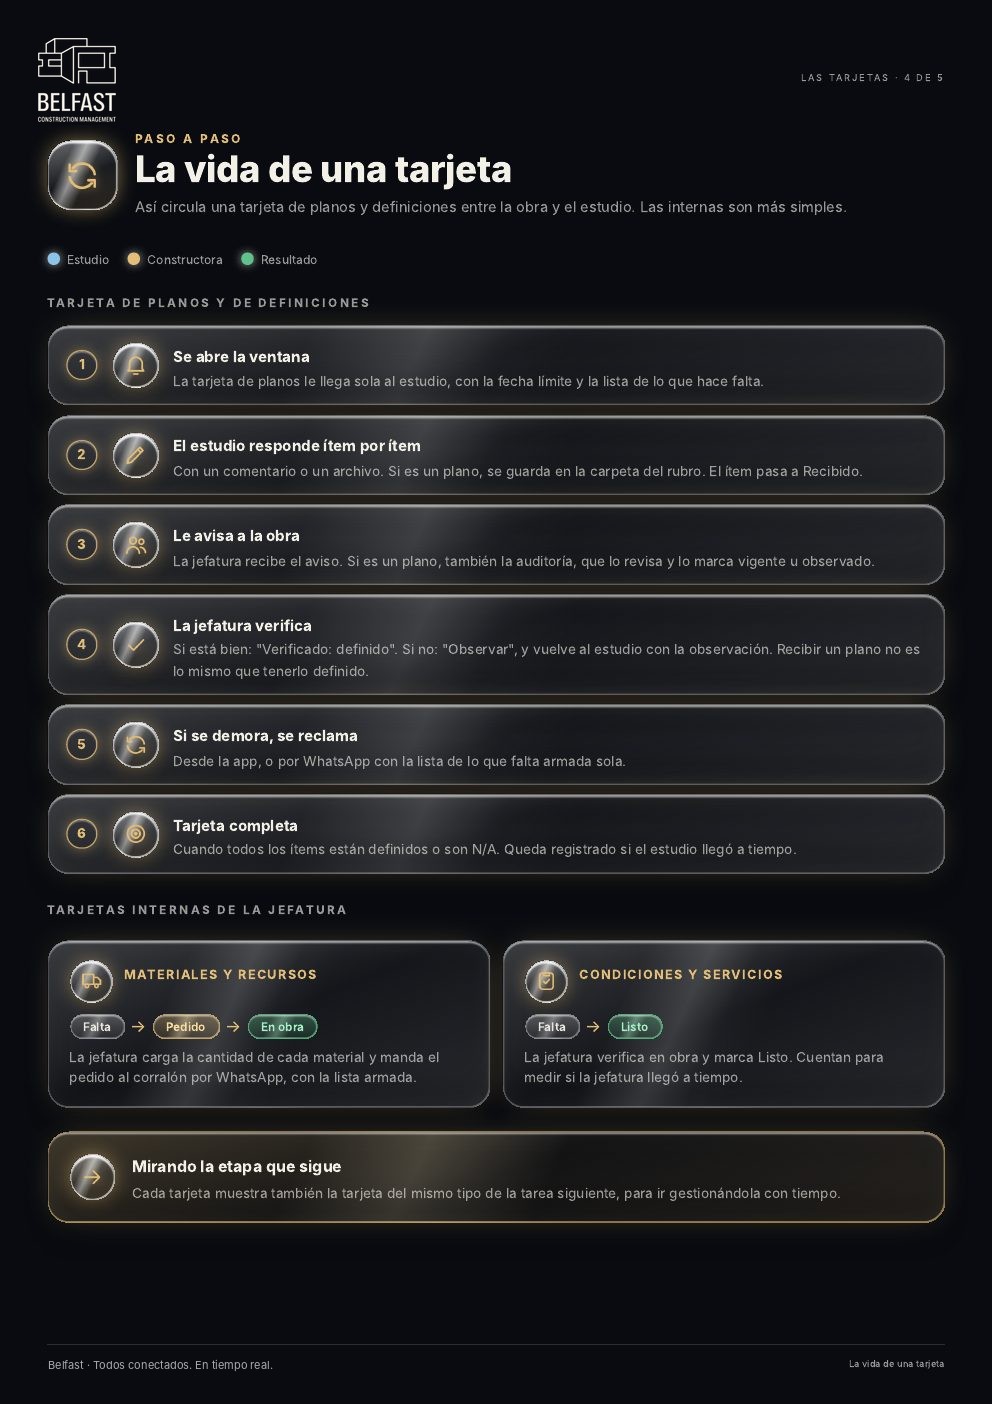 BELFAST
CONSTRUCTION MANAGEMENT
LAS TARJETAS · 4 DE 5
PASO A PASO
La vida de una tarjeta
Así circula una tarjeta de planos y definiciones entre la obra y el estudio. Las internas son más simples.
Estudio Constructora Resultado
TARJETA DE PLANOS Y DE DEFINICIONES
1
Se abre la ventana
La tarjeta de planos le llega sola al estudio, con la fecha límite y la lista de lo que hace falta.
2
El estudio responde ítem por ítem
Con un comentario o un archivo. Si es un plano, se guarda en la carpeta del rubro. El ítem pasa a Recibido.
3
Le avisa a la obra
La jefatura recibe el aviso. Si es un plano, también la auditoría, que lo revisa y lo marca vigente u observado.
4
La jefatura verifica
Si está bien: "Verificado: definido". Si no: "Observar", y vuelve al estudio con la observación. Recibir un plano no es
lo mismo que tenerlo definido.
5
Si se demora, se reclama
Desde la app, o por WhatsApp con la lista de lo que falta armada sola.
6
Tarjeta completa
Cuando todos los ítems están definidos o son N/A. Queda registrado si el estudio llegó a tiempo.
TARJETAS INTERNAS DE LA JEFATURA
MATERIALES Y RECURSOS
Falta → Pedido → En obra
La jefatura carga la cantidad de cada material y manda el
pedido al corralón por WhatsApp, con la lista armada.
CONDICIONES Y SERVICIOS
Falta → Listo
La jefatura verifica en obra y marca Listo. Cuentan para
medir si la jefatura llegó a tiempo.
Mirando la etapa que sigue
Cada tarjeta muestra también la tarjeta del mismo tipo de la tarea siguiente, para ir gestionándola con tiempo.
Belfast · Todos conectados. En tiempo real.
La vida de una tarjeta